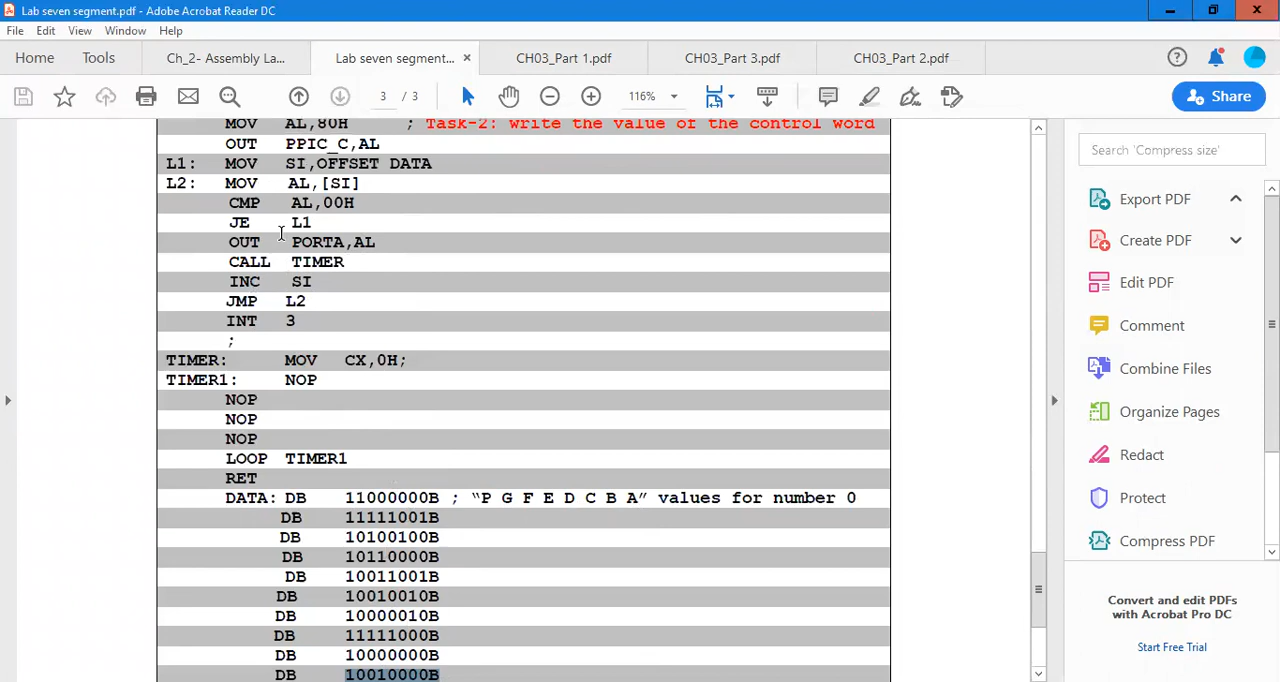 Lab seven segment.pdf - Adobe Acrobat Reader DC
File Edit View Window Help
Home Tools Ch_2- Assembly La... Lab seven segment... × CH03_Part 1.pdf CH03_Part 3.pdf CH03_Part 2.pdf
3 / 3 116% Share
MOV AL,80H ; Task-2: write the value of the control word
OUT PPIC_C,AL
L1: MOV SI,OFFSET DATA
L2: MOV AL,[SI]
CMP AL,00H
JE L1
OUT PORTA,AL
CALL TIMER
INC SI
JMP L2
INT 3
;
TIMER: MOV CX,0H;
TIMER1: NOP
NOP
NOP
NOP
LOOP TIMER1
RET
DATA: DB 11000000B ; “P G F E D C B A” values for number 0
DB 11111001B
DB 10100100B
DB 10110000B
DB 10011001B
DB 10010010B
DB 10000010B
DB 11111000B
DB 10000000B
DB 10010000B
Search 'Compress size'
Export PDF
Create PDF
Edit PDF
Comment
Combine Files
Organize Pages
Redact
Protect
Compress PDF
Convert and edit PDFs
with Acrobat Pro DC
Start Free Trial